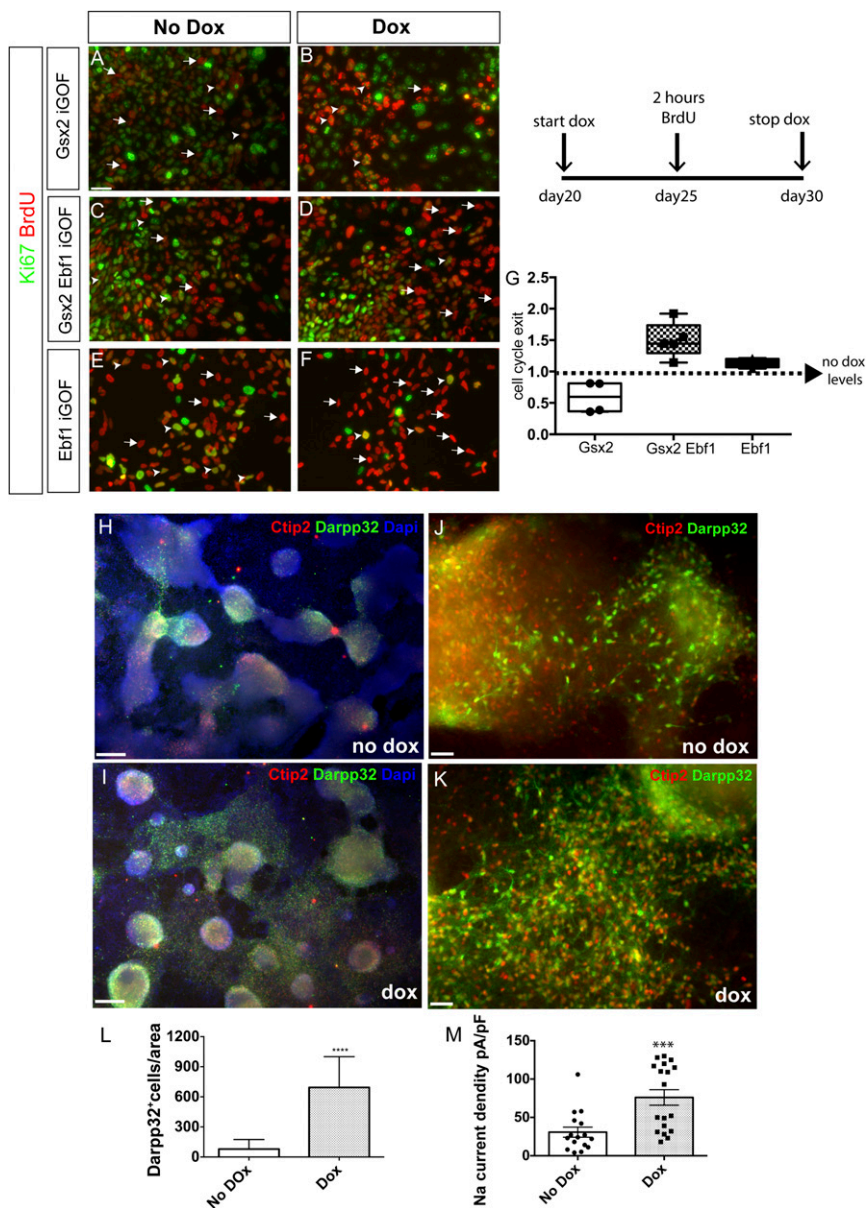 No Dox
Dox
Ki67 BrdU
Gsx2 iGOF
Gsx2 Ebf1 iGOF
Ebf1 iGOF
A
B
C
D
E
F
start dox
2 hours
BrdU
stop dox
day20
day25
day30
G
cell cycle exit
2.5
2.0
1.5
1.0
0.5
0.0
no dox
levels
Gsx2
Gsx2 Ebf1
Ebf1
H
Ctip2 Darpp32 Dapi
no dox
J
Ctip2 Darpp32
no dox
I
Ctip2 Darpp32 Dapi
dox
K
Ctip2 Darpp32
dox
L
Darpp32+cells/area
1200
900
600
300
0
****
No DOx
Dox
M
Na current dendity pA/pF
150
100
50
0
***
No Dox
Dox